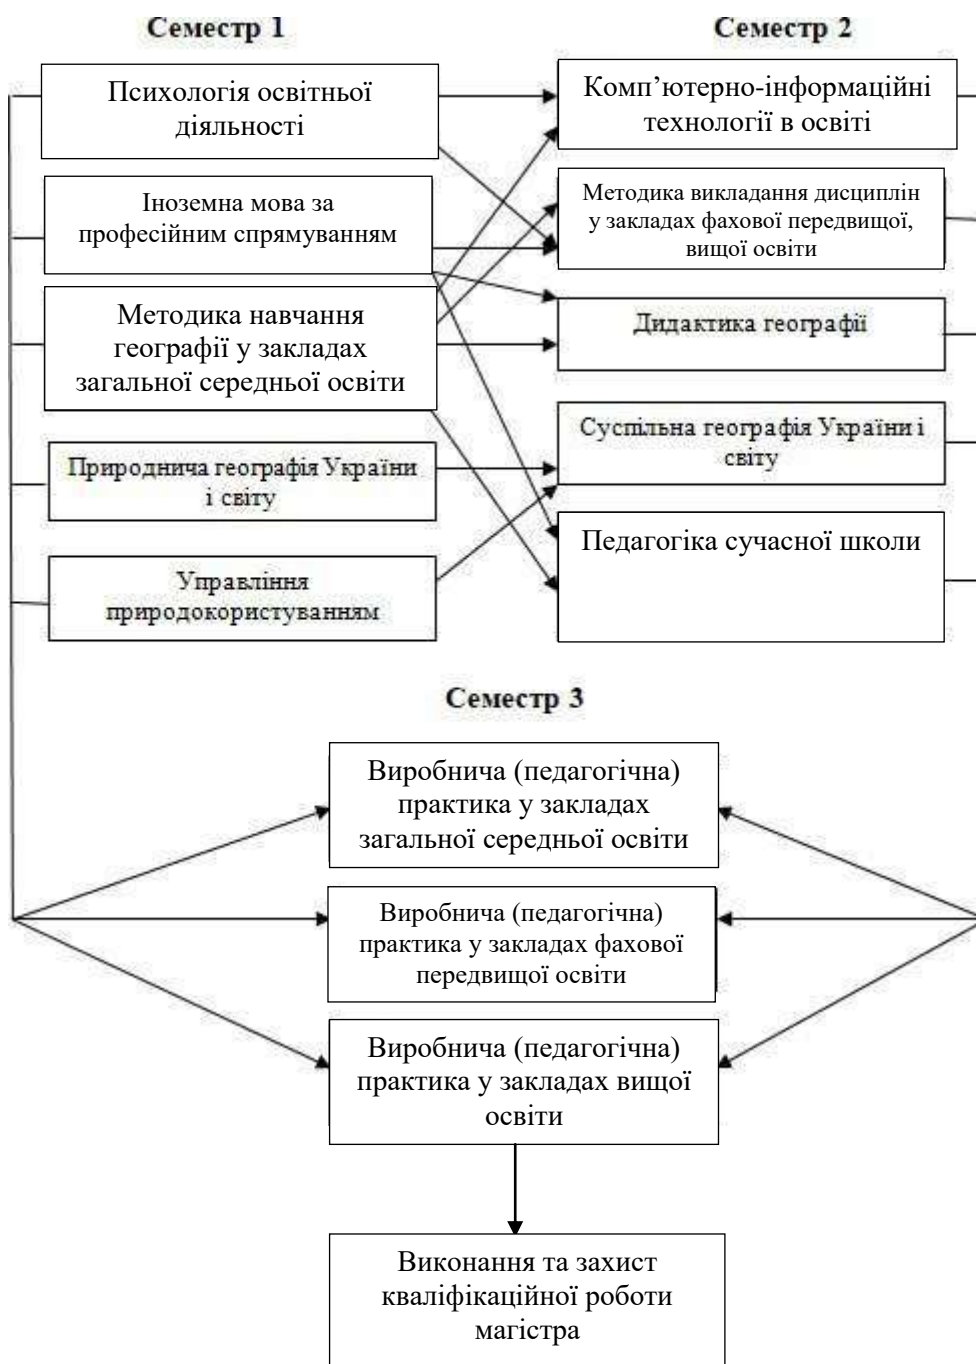 Семестр 1
Семестр 2
Психологія освітньої
діяльності
Іноземна мова за
професійним спрямуванням
Методика навчання
географії у закладах
загальної середньої освіти
Природнича географія України
і світу
Управління
природокористуванням
Комп’ютерно-інформаційні
технології в освіті
Методика викладання дисциплін
у закладах фахової передвищої,
вищої освіти
Дидактика географії
Суспільна географія України і
світу
Педагогіка сучасної школи
Семестр 3
Виробнича (педагогічна)
практика у закладах
загальної середньої освіти
Виробнича (педагогічна)
практика у закладах фахової
передвищої освіти
Виробнича (педагогічна)
практика у закладах вищої
освіти
Виконання та захист
кваліфікаційної роботи
магістра